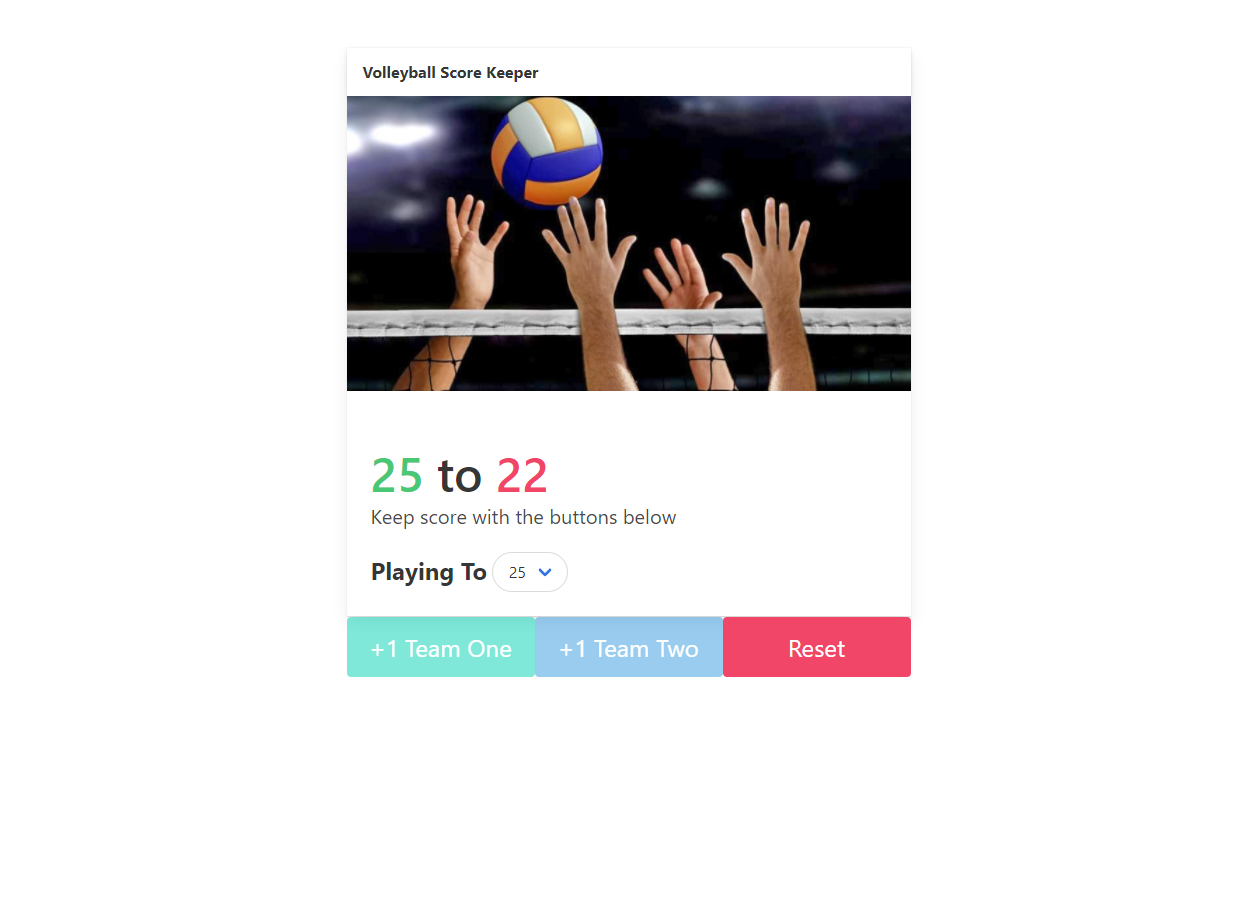 Volleyball Score Keeper
25 to 22
Keep score with the buttons below
Playing To 25
+1 Team One +1 Team Two Reset